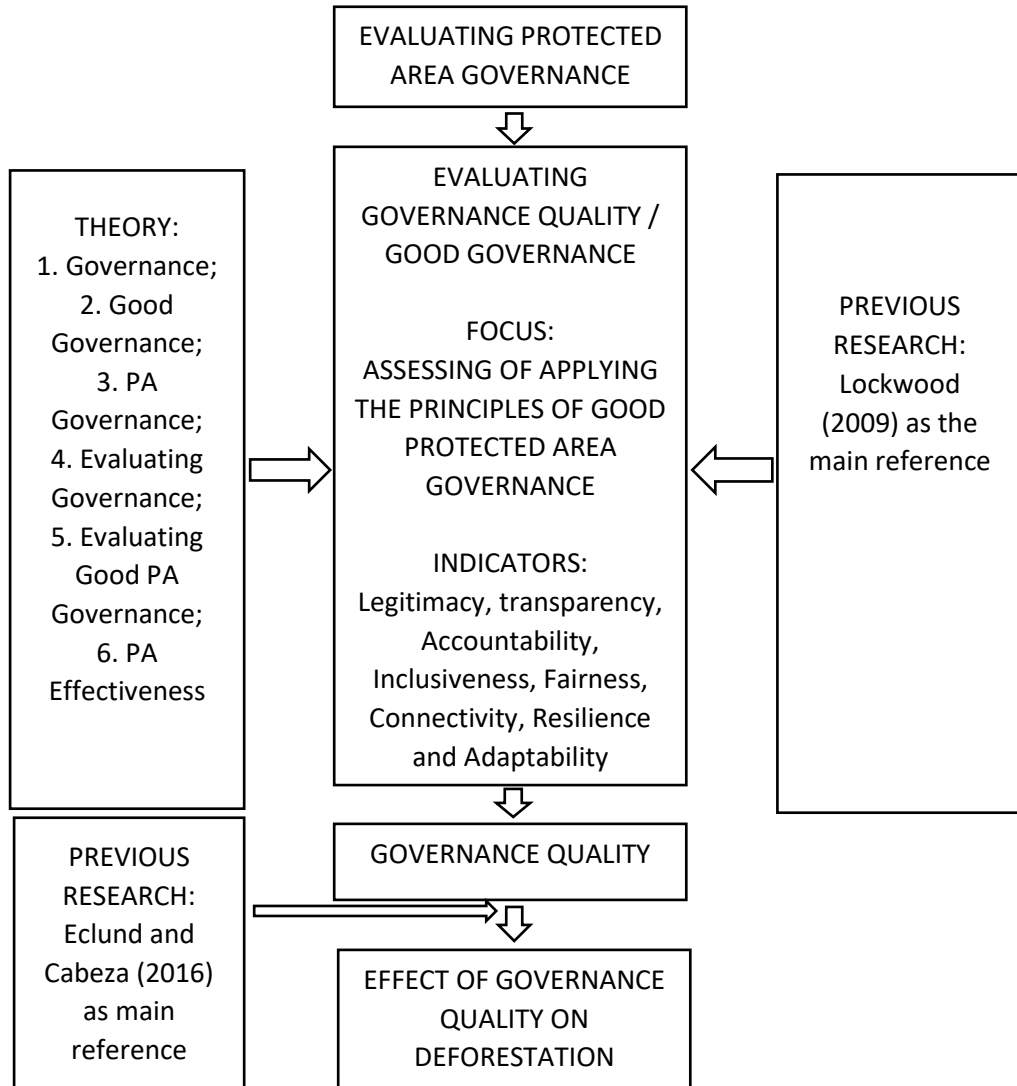 EVALUATING PROTECTED
AREA GOVERNANCE
THEORY:
1. Governance;
2. Good
Governance;
3. PA
Governance;
4. Evaluating
Governance;
5. Evaluating
Good PA
Governance;
6. PA
Effectiveness
EVALUATING
GOVERNANCE QUALITY /
GOOD GOVERNANCE
FOCUS:
ASSESSING OF APPLYING
THE PRINCIPLES OF GOOD
PROTECTED AREA
GOVERNANCE
INDICATORS:
Legitimacy, transparency,
Accountability,
Inclusiveness, Fairness,
Connectivity, Resilience
and Adaptability
PREVIOUS
RESEARCH:
Lockwood
(2009) as the
main reference
GOVERNANCE QUALITY
PREVIOUS
RESEARCH:
Eclund and
Cabeza (2016)
as main
reference
EFFECT OF GOVERNANCE
QUALITY ON
DEFORESTATION